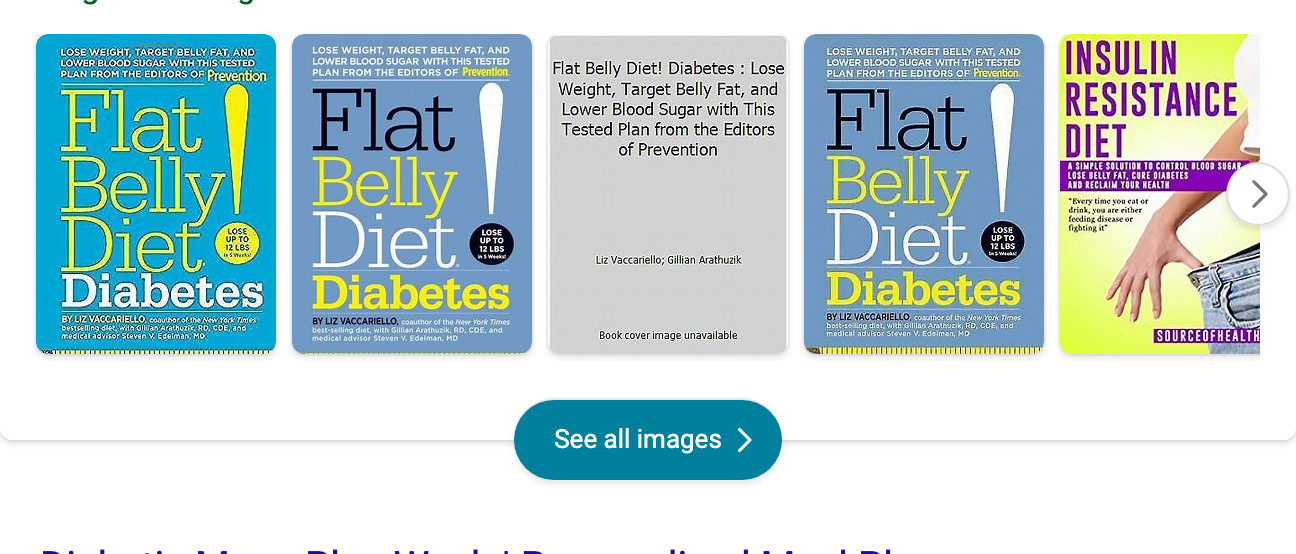 LOSE WEIGHT, TARGET BELLY FAT, AND
LOWER BLOOD SUGAR WITH THIS TESTED
PLAN FROM THE EDITORS OF Prevention
Flat
Belly!
Diet
Diabetes
LOSE
UP TO
12 LBS
in 5 Weeks!
BY LIZ VACCARIELLO, coauthor of the New York Times
bestselling diet, with Gillian Arathuzik, RD, CDE, and
medical advisor Steven V. Edelman, MD
LOSE WEIGHT, TARGET BELLY FAT, AND
LOWER BLOOD SUGAR WITH THIS TESTED
PLAN FROM THE EDITORS OF Prevention.
Flat!
Belly
Diet.
Diabetes
LOSE
UP TO
12 LBS
in 5 Weeks!
BY LIZ VACCARIELLO, coauthor of the New York Times
best-selling diet, with Gillian Arathuzik, RD, CDE, and
medical advisor Steven V. Edelman, MD
Flat Belly Diet! Diabetes : Lose
Weight, Target Belly Fat, and
Lower Blood Sugar with This
Tested Plan from the Editors
of Prevention
Liz Vaccariello; Gillian Arathuzik
Book cover image unavailable
LOSE WEIGHT, TARGET BELLY FAT, AND
LOWER BLOOD SUGAR WITH THIS TESTED
PLAN FROM THE EDITORS OF Prevention.
Flat!
Belly
Diet.
Diabetes
LOSE
UP TO
12 LBS
in 5 Weeks!
BY LIZ VACCARIELLO, coauthor of the New York Times
best-selling diet, with Gillian Arathuzik, RD, CDE, and
medical advisor Steven V. Edelman, MD
INSULIN
RESISTANCE
DIET
A SIMPLE SOLUTION TO CONTROL BLOOD SUGAR,
LOSE BELLY FAT, CURE DIABETES
AND RECLAIM YOUR HEALTH
"Every time you eat or
drink, you are either
feeding disease or
fighting it"
SOURCEOFHEALTH
See all images